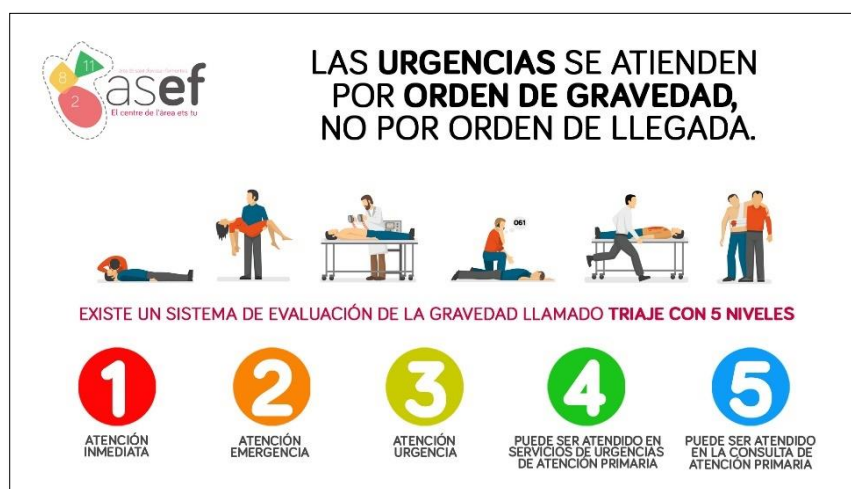 11
8
2
asef
El centre de l'àrea ets tu
LAS URGENCIAS SE ATIENDEN
POR ORDEN DE GRAVEDAD,
NO POR ORDEN DE LLEGADA.
061
EXISTE UN SISTEMA DE EVALUACIÓN DE LA GRAVEDAD LLAMADO TRIAJE CON 5 NIVELES
1
ATENCIÓN
INMEDIATA
2
ATENCIÓN
EMERGENCIA
3
ATENCIÓN
URGENCIA
4
PUEDE SER ATENDIDO EN
SERVICIOS DE URGENCIAS
DE ATENCIÓN PRIMARIA
5
PUEDE SER ATENDIDO
EN LA CONSULTA DE
ATENCIÓN PRIMARIA